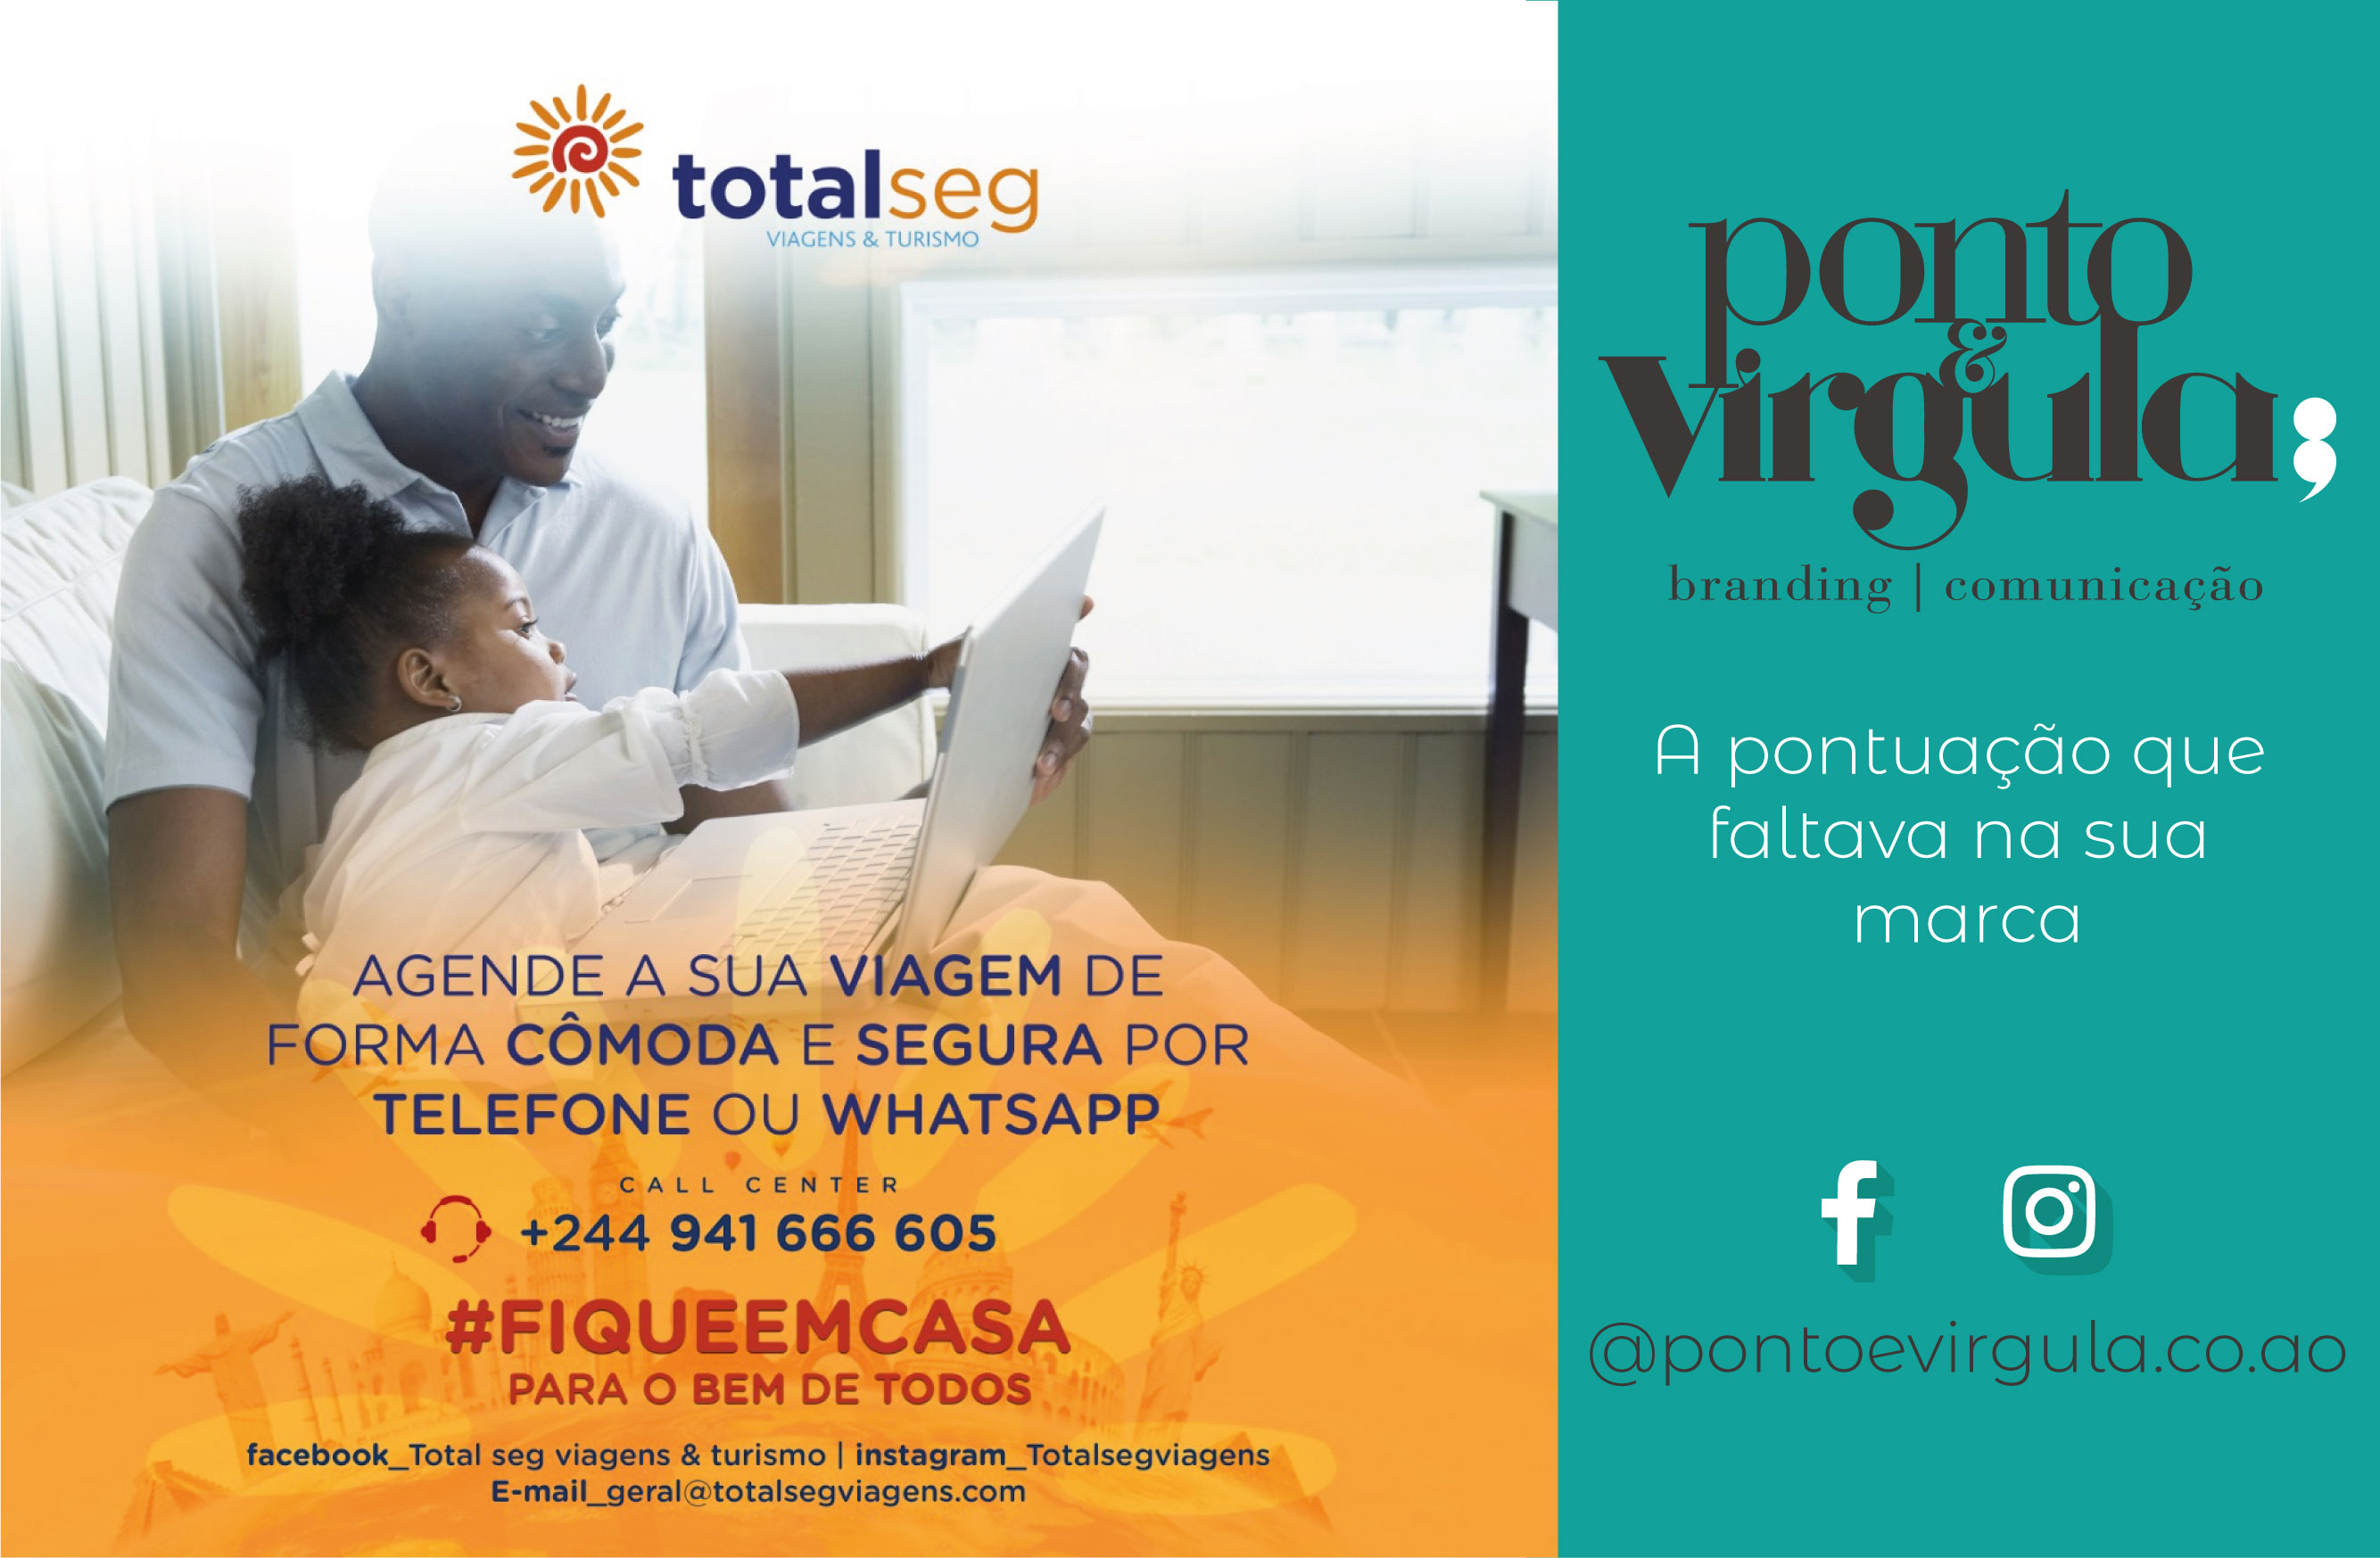 totalseg
VIAGENS & TURISMO
AGENDE A SUA VIAGEM DE
FORMA CÔMODA E SEGURA POR
TELEFONE OU WHATSAPP
CALL CENTER
+244 941 666 605
#FIQUEEMCASA
PARA O BEM DE TODOS
facebook_Total seg viagens & turismo | instagram_Totalsegviagens
E-mail_geral@totalsegviagens.com
ponto
&
virgula;
branding | comunicação
A pontuação que
faltava na sua
marca
@pontoevirgula.co.ao